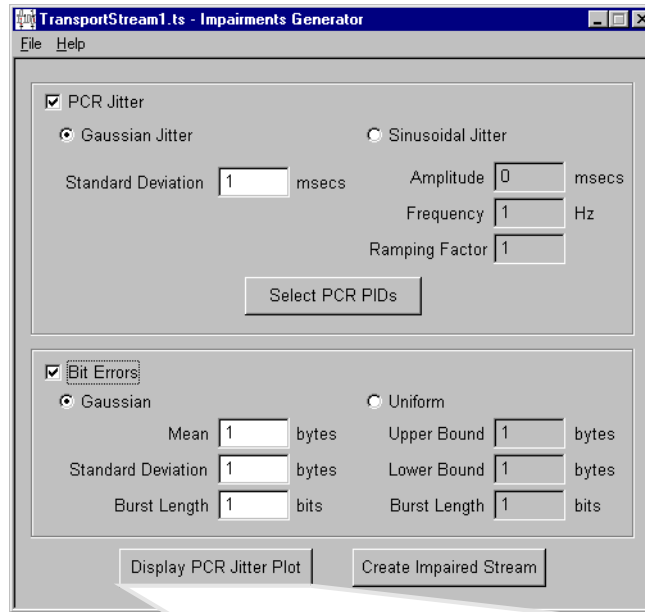 TransportStream1.ts - Impairments Generator
File Help
PCR Jitter
Gaussian Jitter Sinusoidal Jitter
Standard Deviation 1 msecs Amplitude 0 msecs
Frequency 1 Hz
Ramping Factor 1
Select PCR PIDs
Bit Errors
Gaussian Uniform
Mean 1 bytes Upper Bound 1 bytes
Standard Deviation 1 bytes Lower Bound 1 bytes
Burst Length 1 bits Burst Length 1 bits
Display PCR Jitter Plot Create Impaired Stream